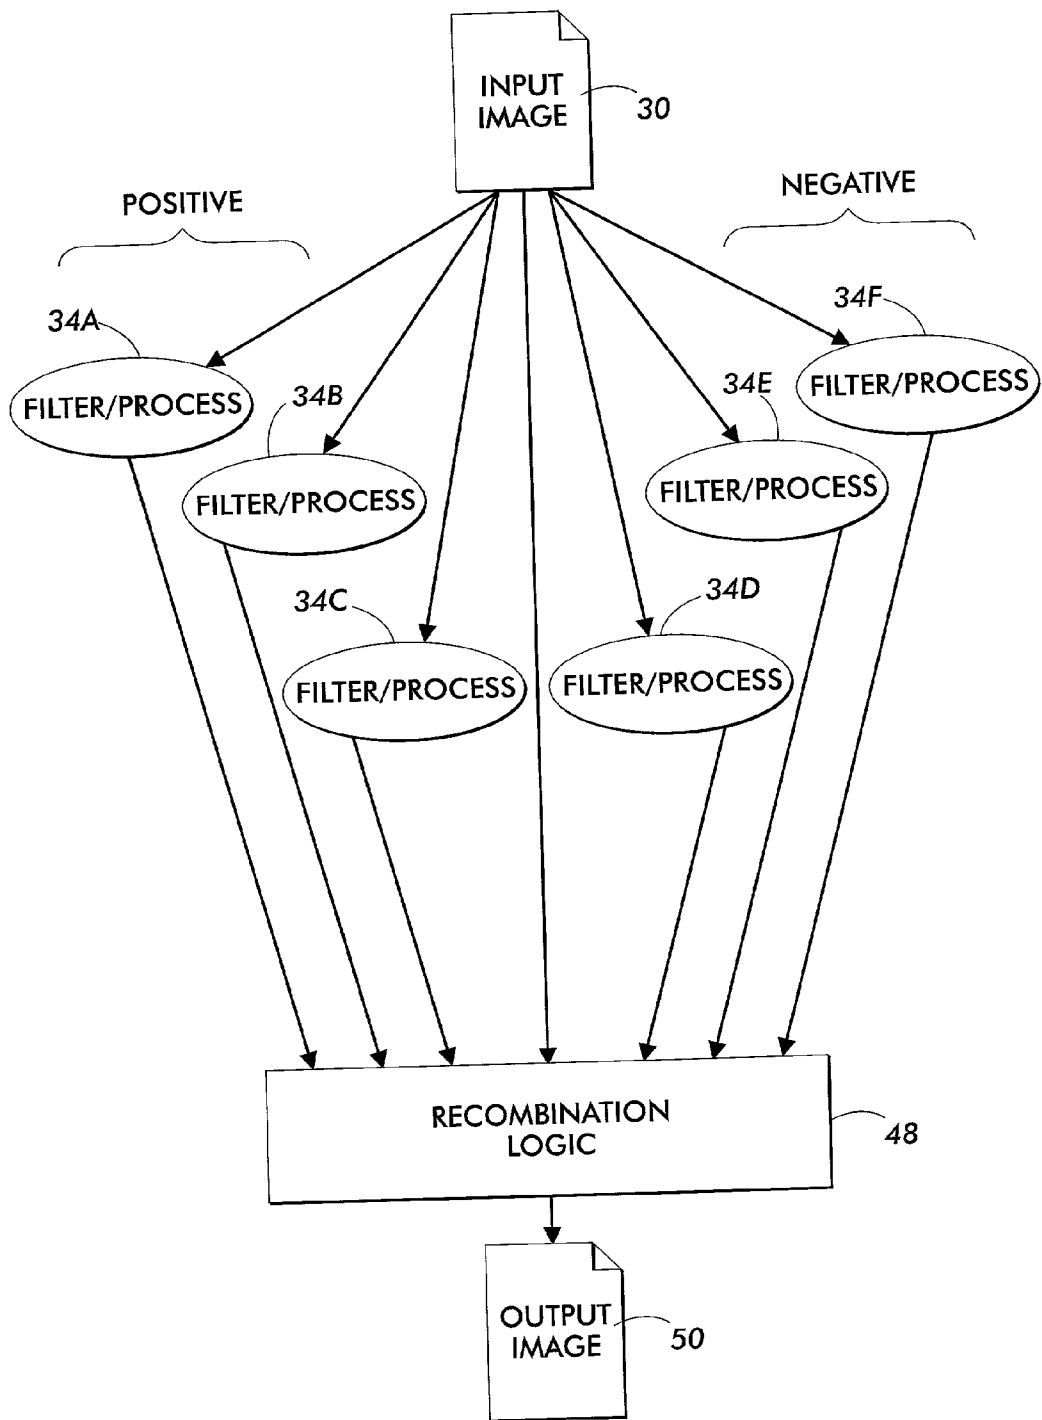 INPUT
IMAGE
30
POSITIVE
NEGATIVE
34A
34F
FILTER/PROCESS
FILTER/PROCESS
34B
34E
FILTER/PROCESS
FILTER/PROCESS
34C
34D
FILTER/PROCESS
FILTER/PROCESS
RECOMBINATION
LOGIC
48
OUTPUT
IMAGE
50